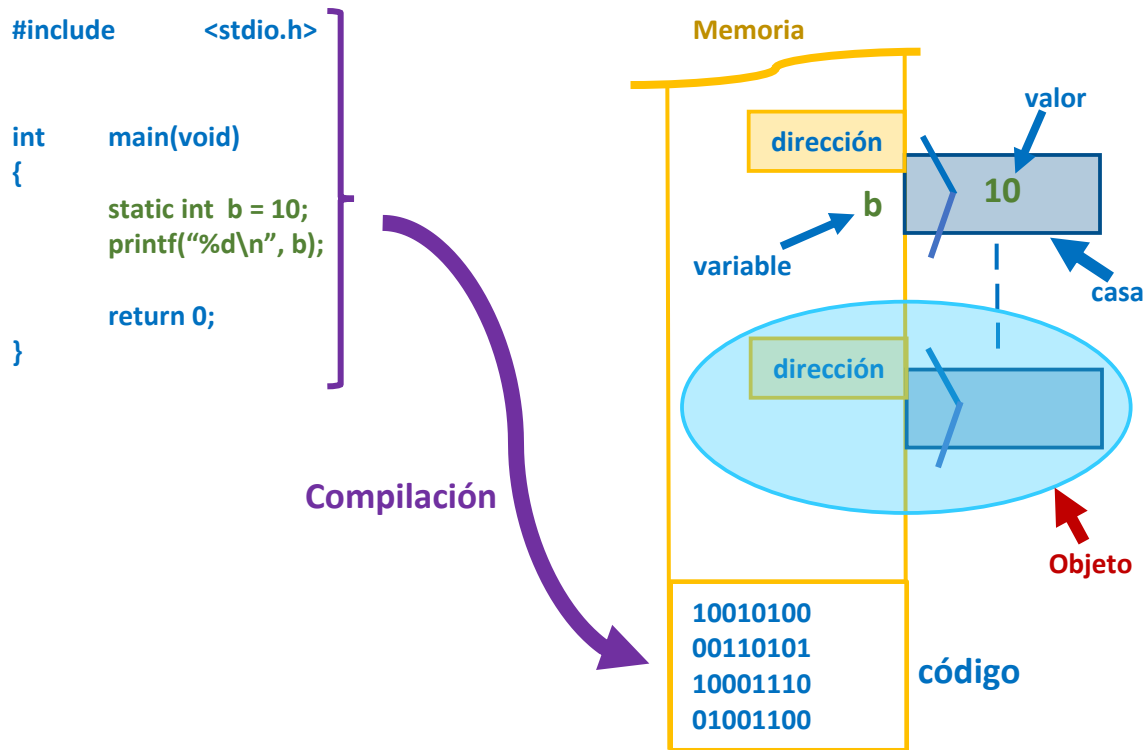 #include <stdio.h>
int main(void)
{
static int b = 10;
printf(“%d\n”, b);
return 0;
}
Compilación
Memoria
dirección
valor
b
10
variable
casa
dirección
Objeto
10010100
00110101
10001110
01001100
código